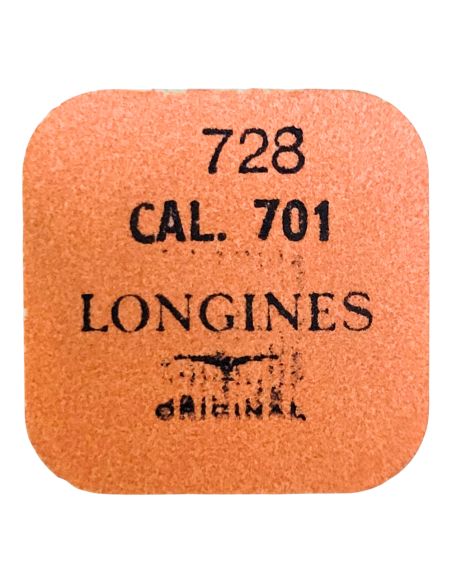 728
CAL. 701
LONGINES
ORIGINAL